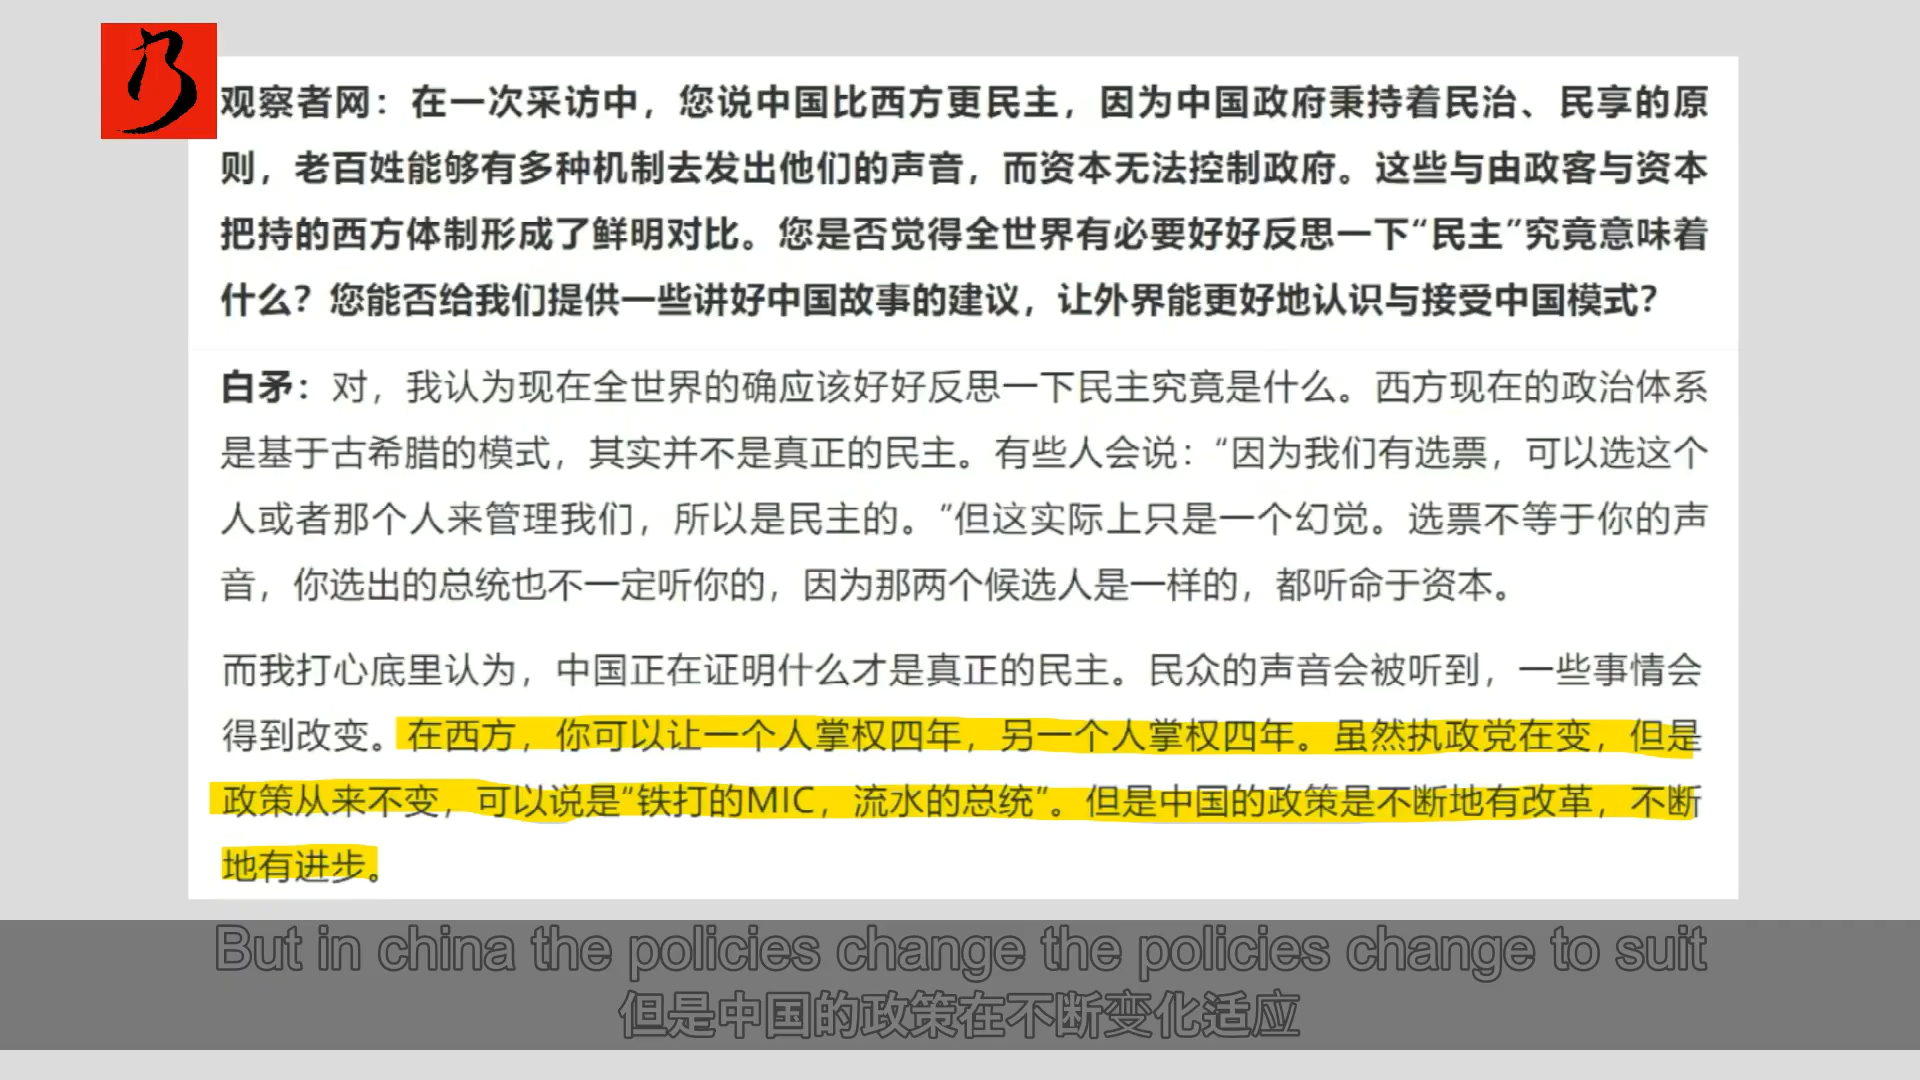 观察者网：在一次采访中，您说中国比西方更民主，因为中国政府秉持着民治、民享的原
则，老百姓能够有多种机制去发出他们的声音，而资本无法控制政府。这些与由政客与资本
把持的西方体制形成了鲜明对比。您是否觉得全世界有必要好好反思一下“民主”究竟意味着
什么？您能否给我们提供一些讲好中国故事的建议，让外界能更好地认识与接受中国模式？
白矛：对，我认为现在全世界的确应该好好反思一下民主究竟是什么。西方现在的政治体系
是基于古希腊的模式，其实并不是真正的民主。有些人会说：“因为我们有选票，可以选这个
人或者那个人来管理我们，所以是民主的。”但这实际上只是一个幻觉。选票不等于你的声
音，你选出的总统也不一定听你的，因为那两个候选人是一样的，都听命于资本。
而我打心底里认为，中国正在证明什么才是真正的民主。民众的声音会被听到，一些事情会
得到改变。在西方，你可以让一个人掌权四年，另一个人掌权四年。虽然执政党在变，但是
政策从来不变，可以说是“铁打的MIC，流水的总统”。但是中国的政策是不断地有改革，不断
地有进步。
But in china the policies change the policies change to suit
但是中国的政策在不断变化适应